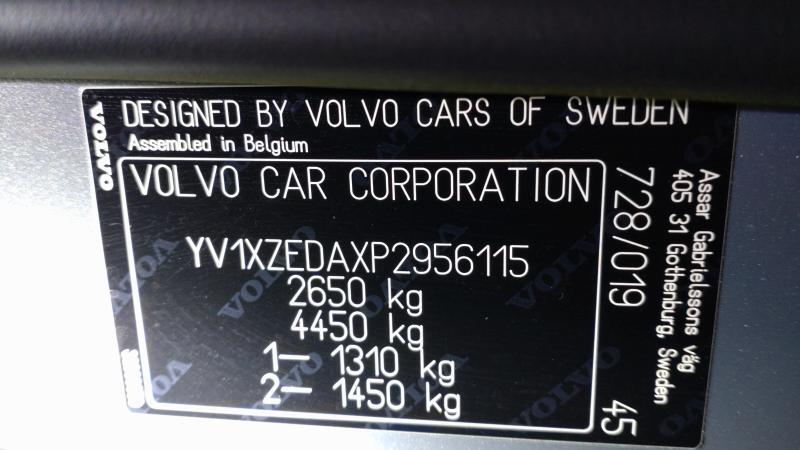 VOLVO
DESIGNED BY VOLVO CARS OF SWEDEN
Assembled in Belgium
VOLVO CAR CORPORATION
YV1XZEDAXP2956115
2650 kg
4450 kg
1– 1310 kg
2– 1450 kg
728/019 45
Assar Gabrielssons väg
405 31 Gothenburg, Sweden